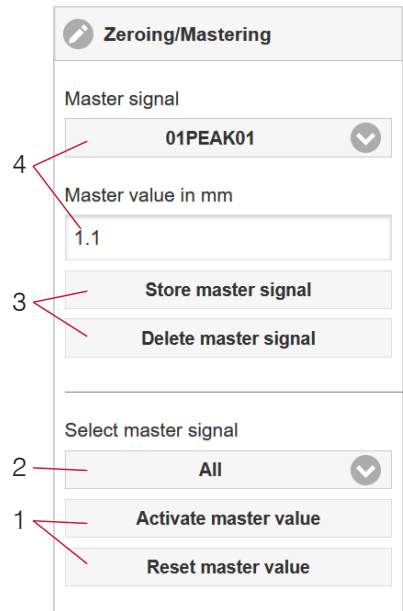 Zeroing/Mastering
Master signal
01PEAK01
4
Master value in mm
1.1
Store master signal
3
Delete master signal
Select master signal
2
All
Activate master value
1
Reset master value